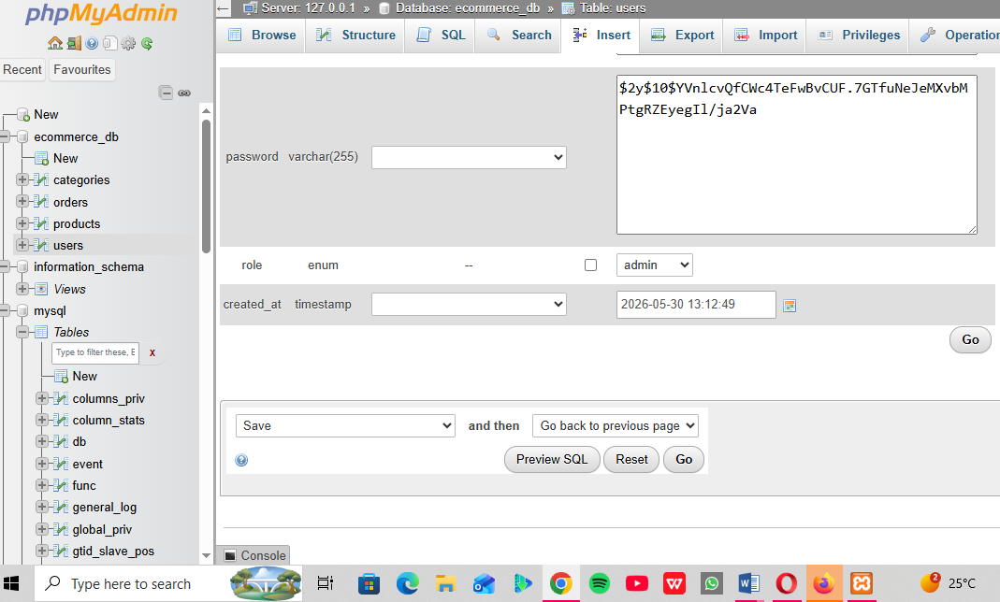 phpMyAdmin
Recent
Favourites
New
ecommerce_db
New
categories
orders
products
users
information_schema
Views
mysql
Tables
Type to filter these, E
x
New
columns_priv
column_stats
db
event
func
general_log
global_priv
gtid_slave_pos
Server: 127.0.0.1 » Database: ecommerce_db » Table: users
Browse
Structure
SQL
Search
Insert
Export
Import
Privileges
Operation
password varchar(255)
$2y$10$YVnlcvQfCWc4TeFwBvCUF.7GTfuNeJeMXvbM
PtgRZEyegIl/ja2Va
role enum -- admin
created_at timestamp 2026-05-30 13:12:49
Go
Save and then Go back to previous page
Preview SQL Reset Go
Console
Type here to search
2
25°C